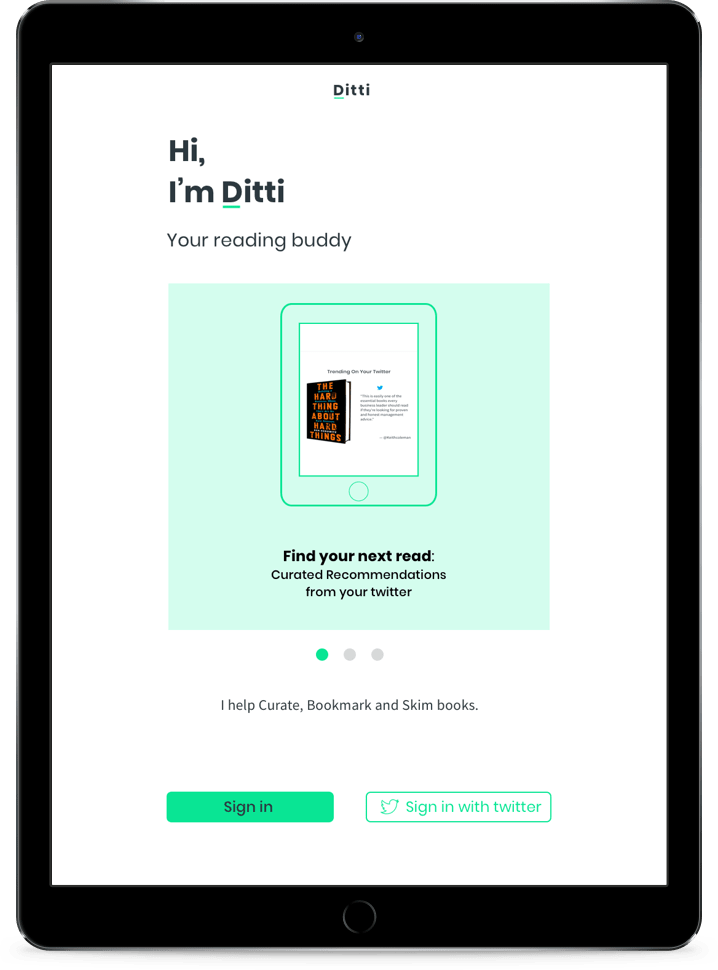 Ditti
Hi,
I’m Ditti
Your reading buddy
Trending On Your Twitter
THE
HARD
THING
ABOUT
HARD
THINGS
"This is easily one of the
essential books every
business leader should read
if they're looking for proven
and honest management
advice."
Find your next read:
Curated Recommendations
from your twitter
I help Curate, Bookmark and Skim books.
Sign in
Sign in with twitter